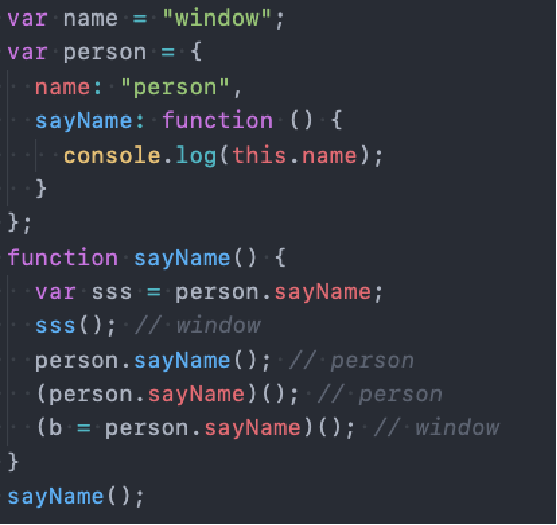 var name = "window";
var person = {
  name: "person",
  sayName: function () {
    console.log(this.name);
  }
};
function sayName() {
  var sss = person.sayName;
  sss(); // window
  person.sayName(); // person
  (person.sayName)(); // person
  (b = person.sayName)(); // window
}
sayName();